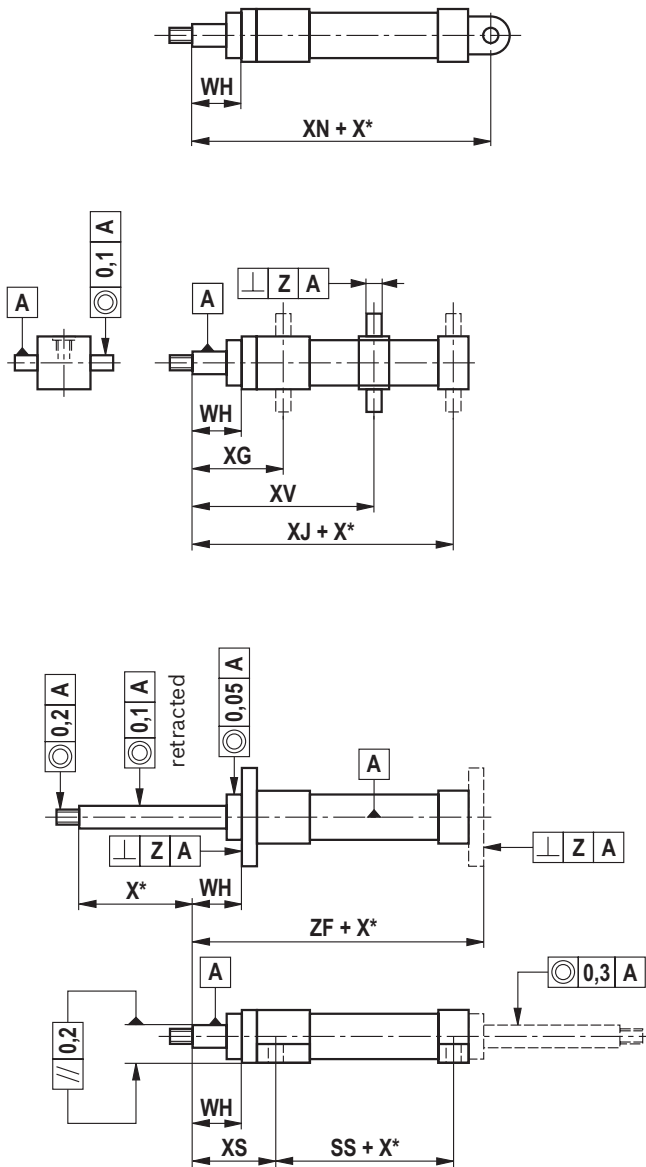 WH
XN + X*
A
0,1 A
Z A
A
WH
XG
XV
XJ + X*
0,2 A
0,1 A
retracted
0,05 A
A
Z A
Z A
X*
WH
ZF + X*
A
0,3 A
// 0,2
WH
XS
SS + X*